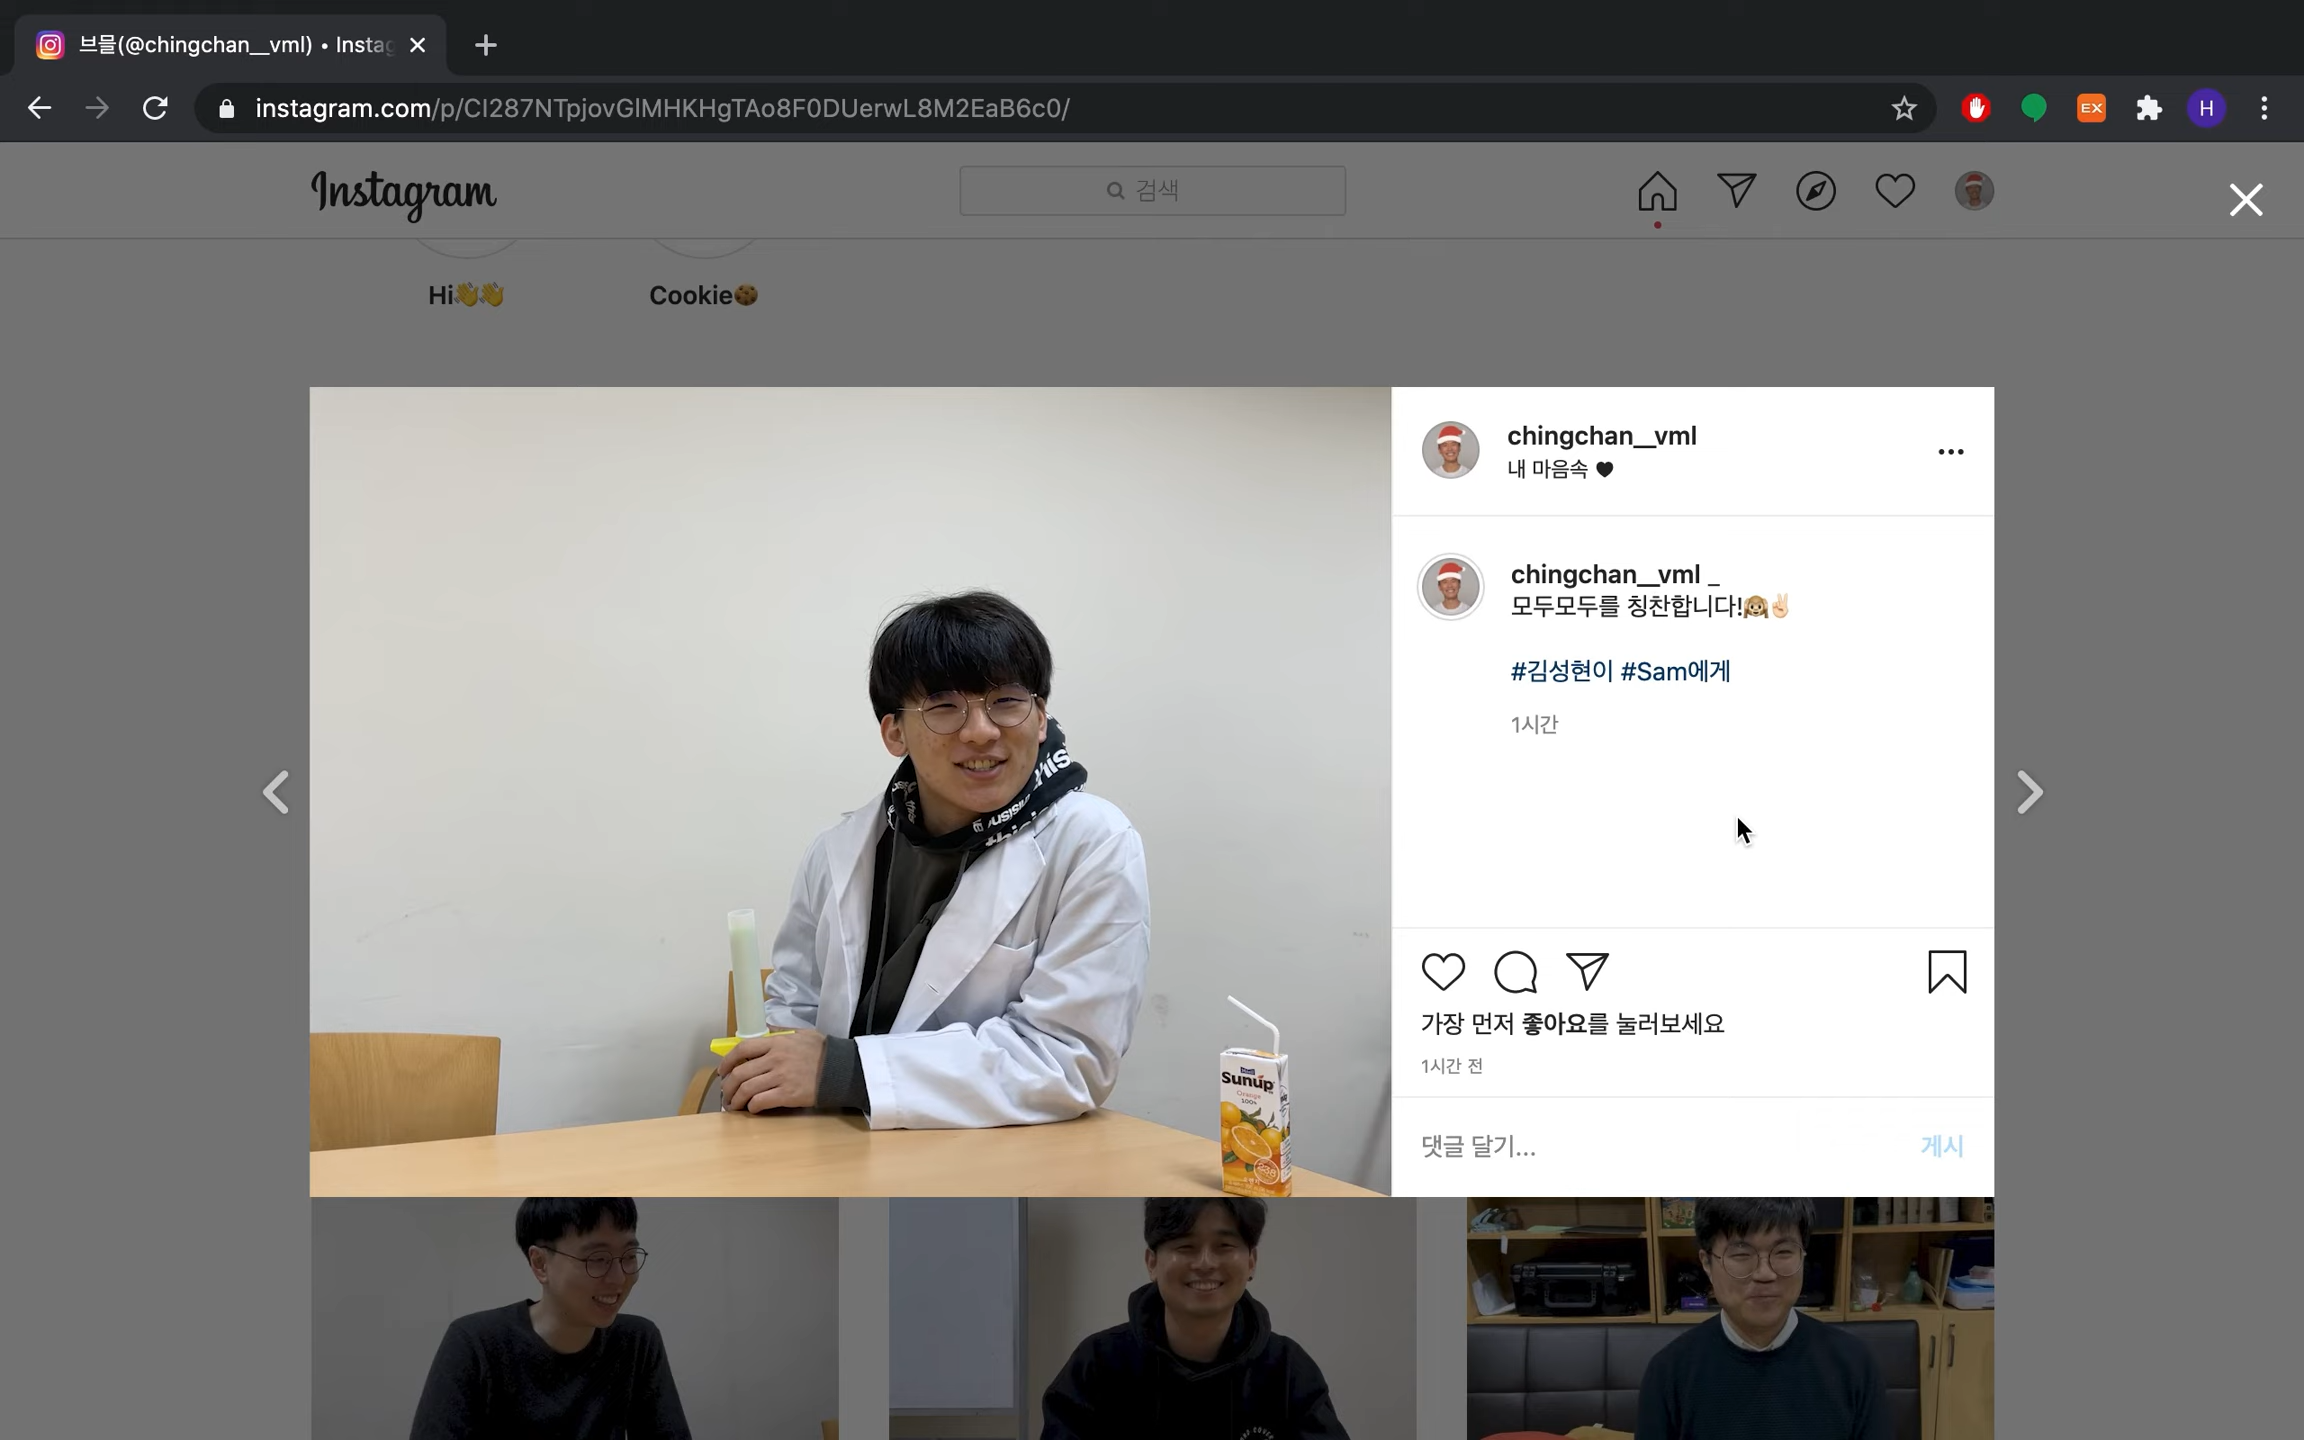 브믈(@chingchan__vml) • Instag
instagram.com/p/CI287NTpjovGlMHKHgTAo8F0DUerwL8M2EaB6c0/
EX
H
Instagram
검색
Hi👋👋
Cookie🍪
chingchan__vml
내 마음속 🖤
chingchan__vml _
모두모두를 칭찬합니다!🙉✌🏻
#김성현이 #Sam에게
1시간
가장 먼저 좋아요를 눌러보세요
1시간 전
댓글 달기...
게시
Sunup
Orange
100%